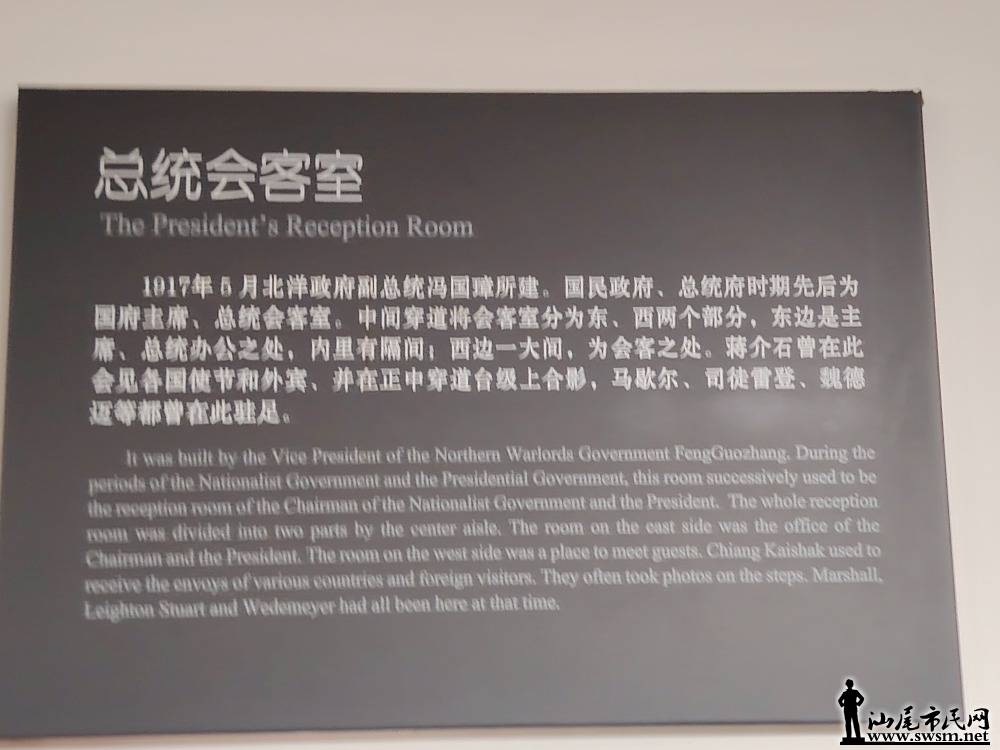 总统会客室
The President's Reception Room
1917年5月北洋政府副总统冯国璋所建。国民政府、总统府时期先后为
国府主席、总统会客室。中间穿道将会客室分为东、西两个部分，东边是主
席、总统办公之处，内里有隔间；西边一大间，为会客之处。蒋介石曾在此
会见各国使节和外宾、并在正中穿道台级上合影，马歇尔、司徒雷登、魏德
迈等都曾在此驻足。
It was built by the Vice President of the Northern Warlords Government FengGuozhang. During the
periods of the Nationalist Government and the Presidential Government, this room successively used to be
the reception room of the Chairman of the Nationalist Government and the President. The whole reception
room was divided into two parts by the center aisle. The room on the east side was the office of the
Chairman and the President. The room on the west side was a place to meet guests. Chiang Kaishak used to
receive the envoys of various countries and foreign visitors. They often took photos on the steps. Marshall,
Leighton Stuart and Wedemeyer had all been here at that time.
汕尾市民网
www.swsm.net